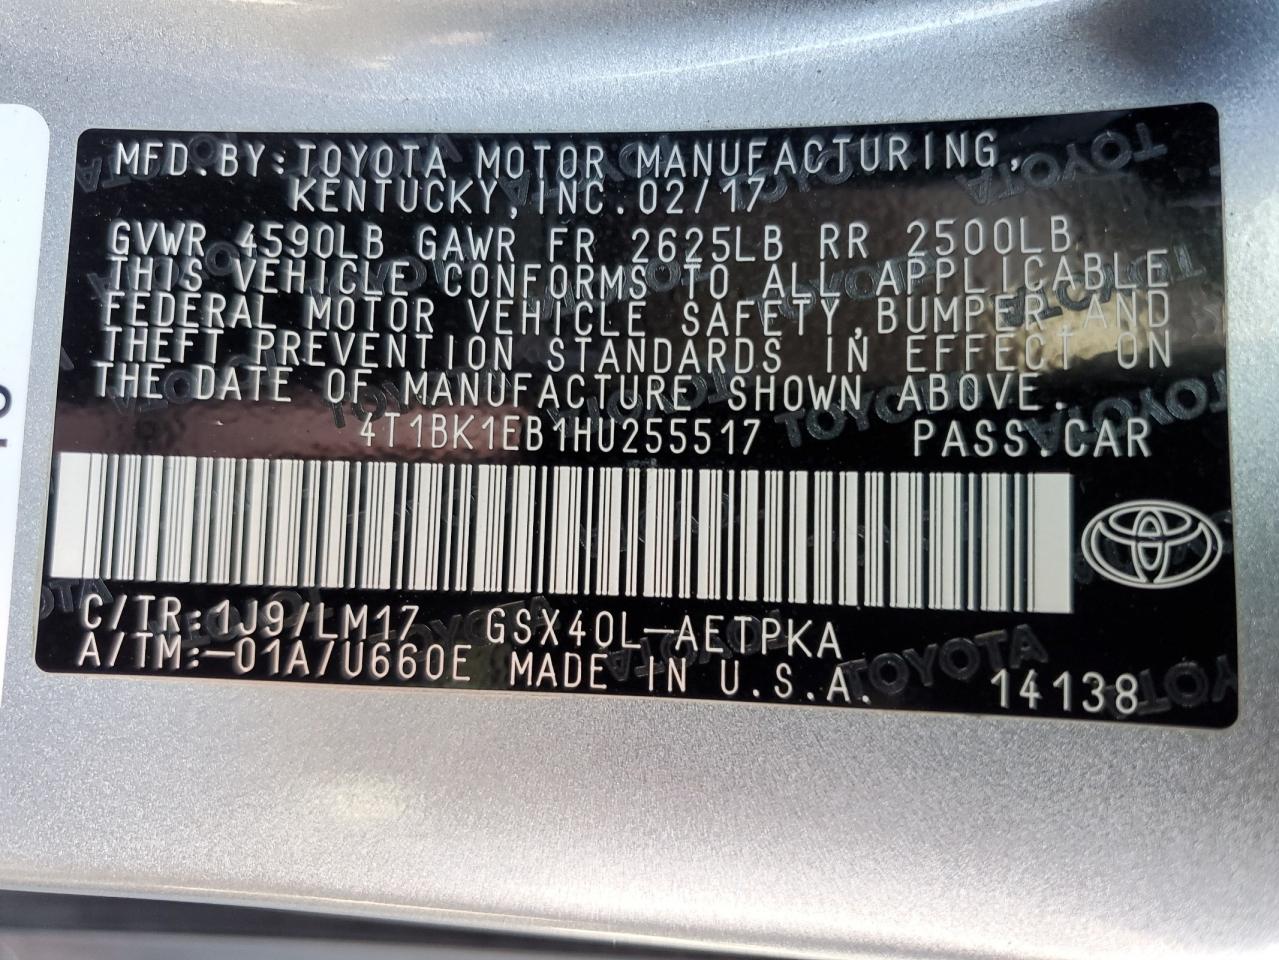 MFD.BY:TOYOTA MOTOR MANUFACTURING,
KENTUCKY,INC.02/17
GVWR 4590LB GAWR FR 2625LB RR 2500LB
THIS VEHICLE CONFORMS TO ALL APPLICABLE
FEDERAL MOTOR VEHICLE SAFETY,BUMPER AND
THEFT PREVENTION STANDARDS IN EFFECT ON
THE DATE OF MANUFACTURE SHOWN ABOVE.
4T1BK1EB1HU255517 PASS.CAR
C/TR:1J9/LM17 GSX40L-AETPKA
A/TM:-01A/U660E MADE IN U.S.A. 14138